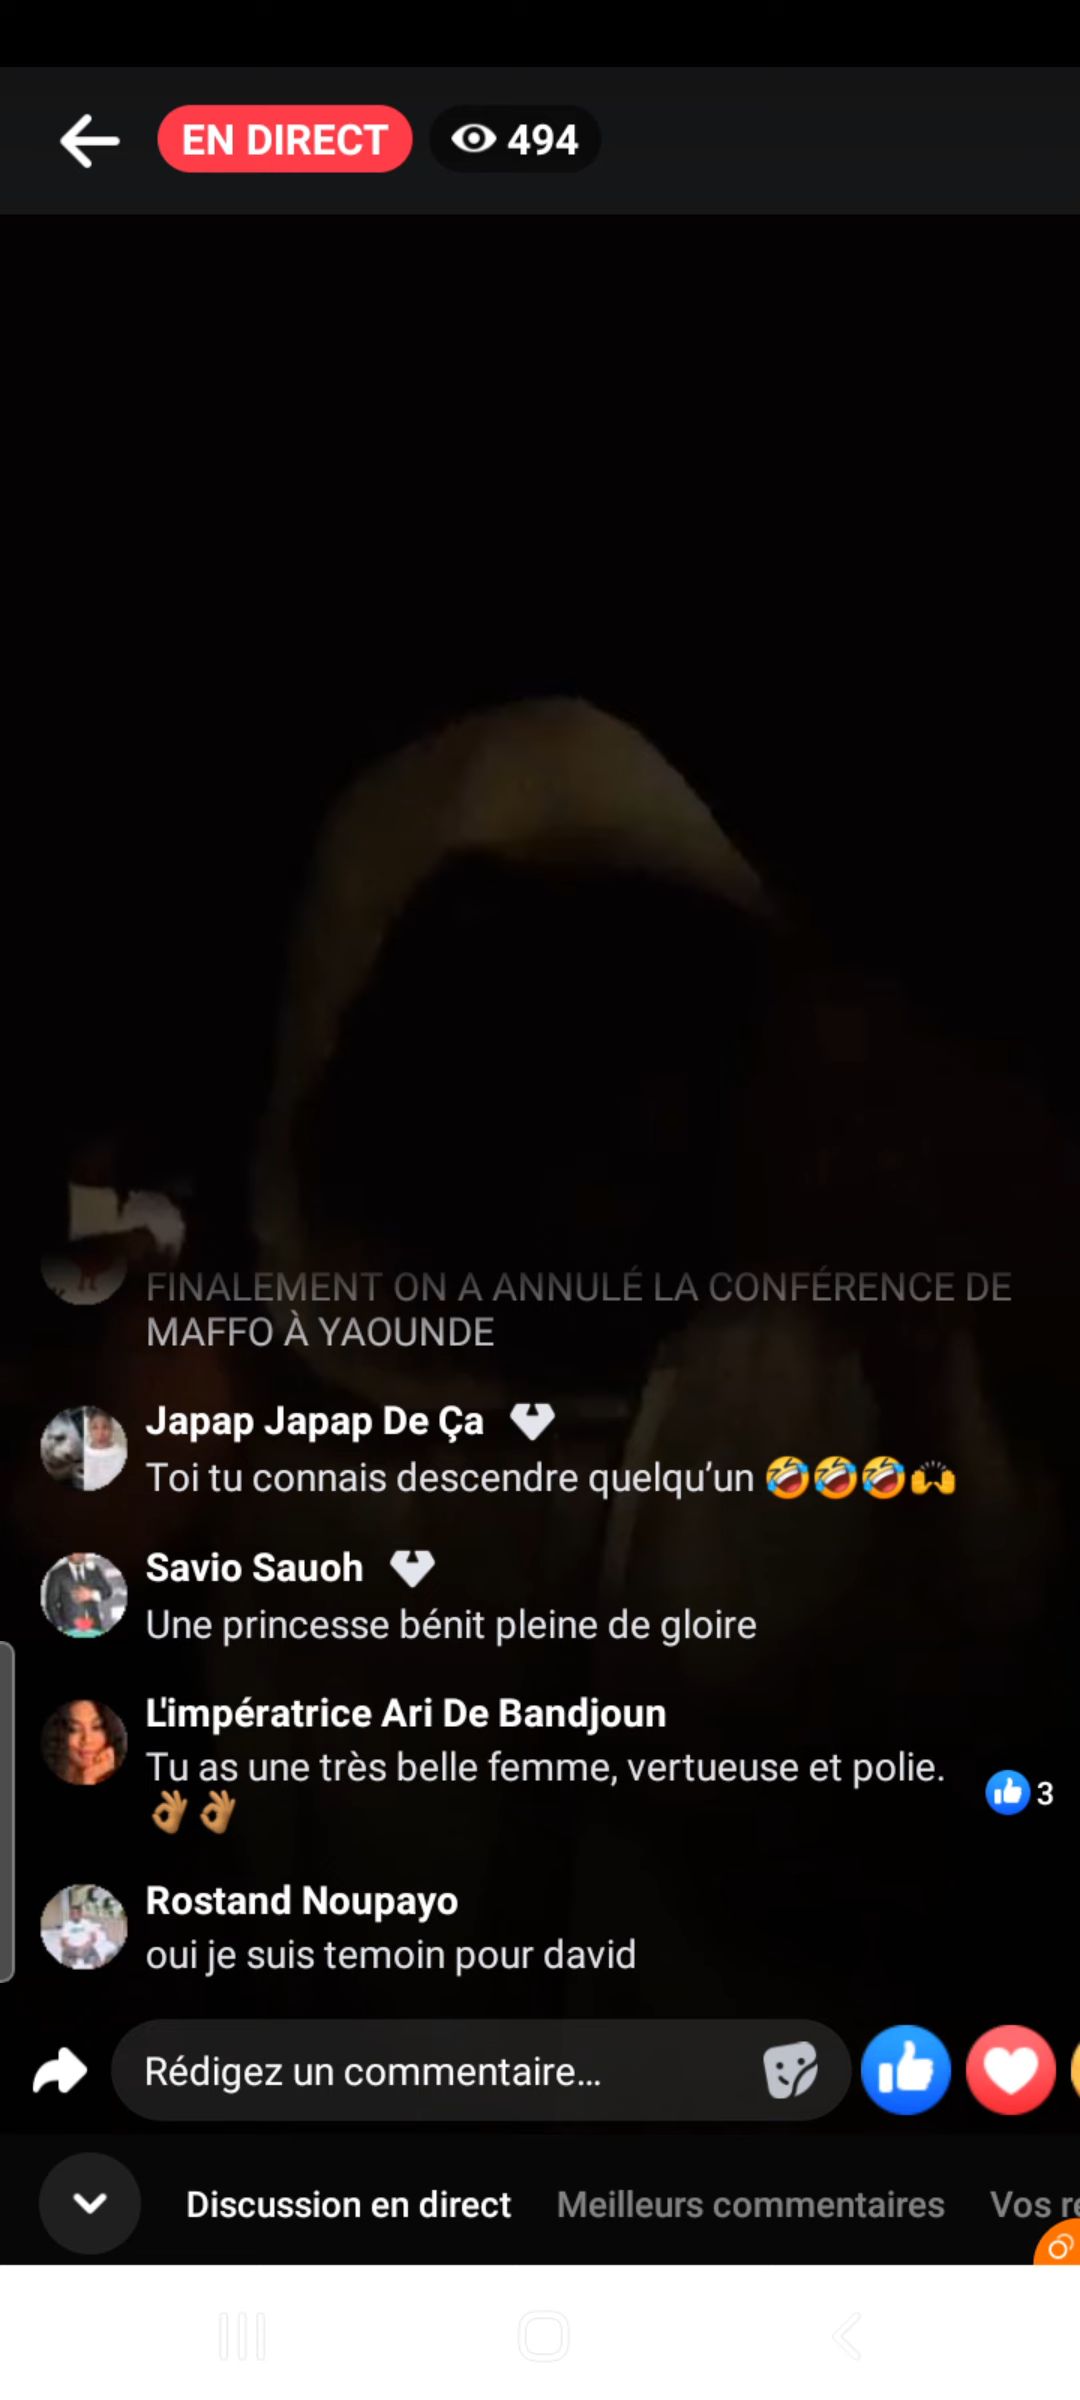 EN DIRECT
494
FINALEMENT ON A ANNULÉ LA CONFÉRENCE DE
MAFFO À YAOUNDE
Japap Japap De Ça
Toi tu connais descendre quelqu’un 🤣🤣🤣🙌
Savio Sauoh
Une princesse bénit pleine de gloire
L'impératrice Ari De Bandjoun
Tu as une très belle femme, vertueuse et polie.
👌🏽👌🏽
3
Rostand Noupayo
oui je suis temoin pour david
Rédigez un commentaire...
Discussion en direct
Meilleurs commentaires
Vos